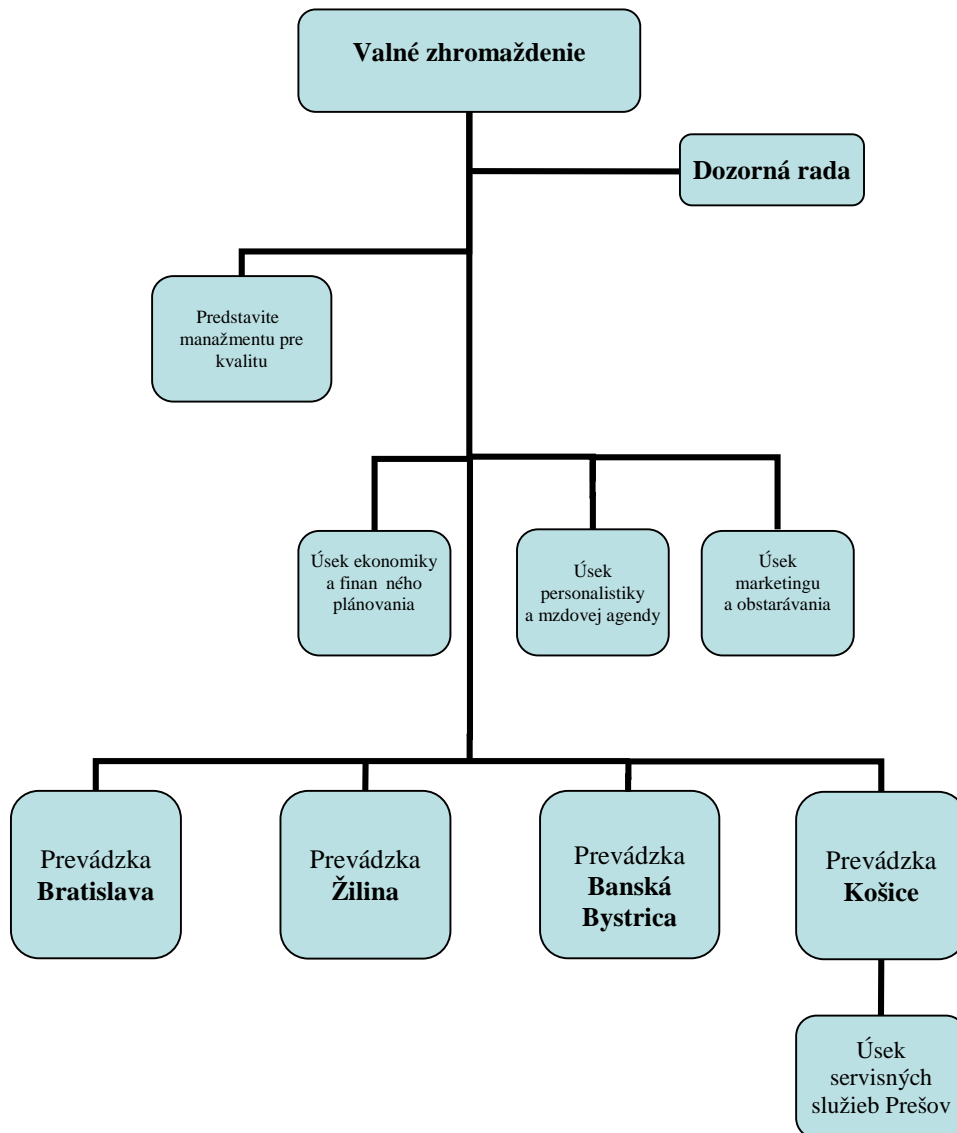 Valné zhromaždenie
Dozorná rada
Predstavite
manažmentu pre
kvalitu
Úsek ekonomiky
a finan ného
plánovania
Úsek
personalistiky
a mzdovej agendy
Úsek
marketingu
a obstarávania
Prevádzka
Bratislava
Prevádzka
Žilina
Prevádzka
Banská
Bystrica
Prevádzka
Košice
Úsek
servisných
služieb Prešov